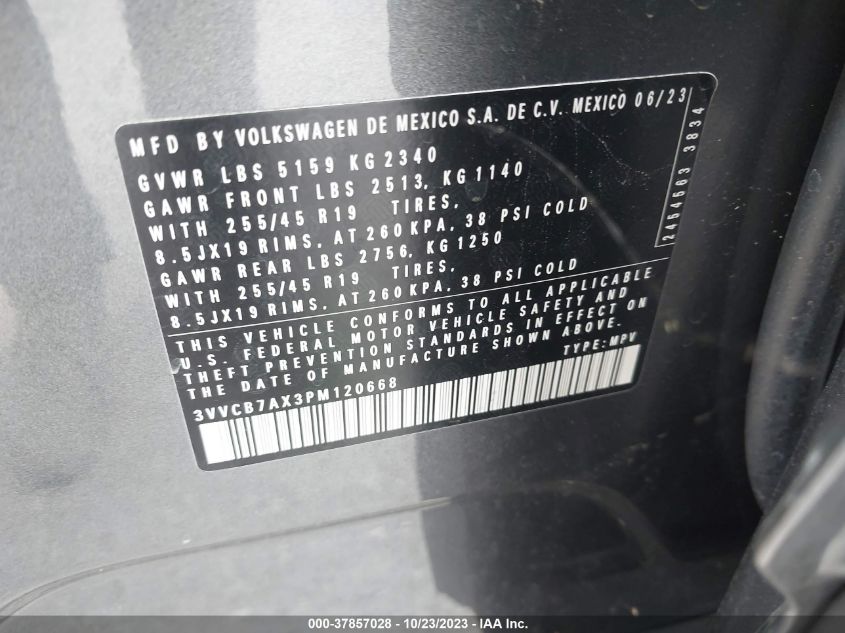 MFD BY VOLKSWAGEN DE MEXICO S.A. DE C.V. MEXICO 06/23
GVWR LBS 5159 KG 2340
GAWR FRONT LBS 2513, KG 1140
WITH 255/45 R19 TIRES,
8.5JX19 RIMS, AT 260 KPA, 38 PSI COLD
GAWR REAR LBS 2756, KG 1250
WITH 255/45 R19 TIRES,
8.5JX19 RIMS, AT 260 KPA, 38 PSI COLD
2454663 3834
THIS VEHICLE CONFORMS TO ALL APPLICABLE
U.S. FEDERAL MOTOR VEHICLE SAFETY AND
THEFT PREVENTION STANDARDS IN EFFECT ON
THE DATE OF MANUFACTURE SHOWN ABOVE.
TYPE: MPV
3VVCB7AX3PM120668
000-37857028 • 10/23/2023 - IAA Inc.